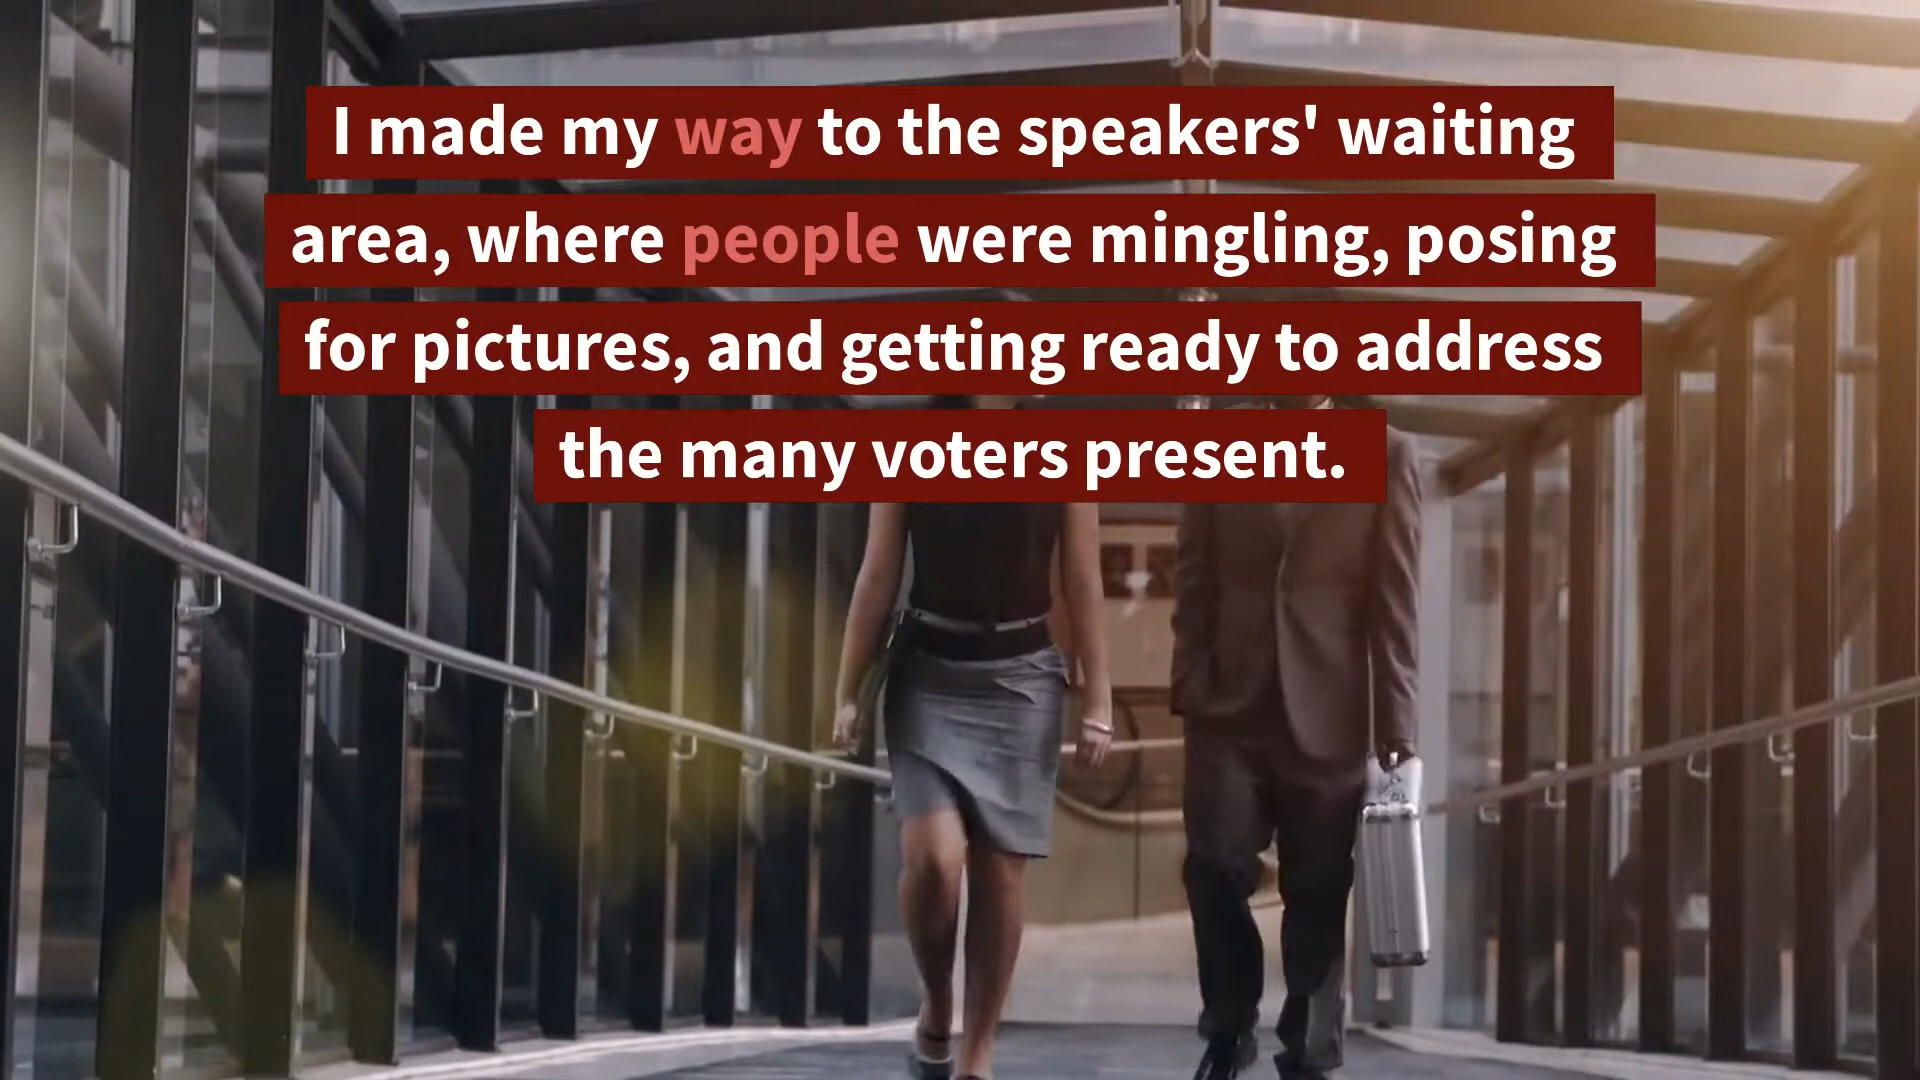 I made my way to the speakers' waiting
area, where people were mingling, posing
for pictures, and getting ready to address
the many voters present.